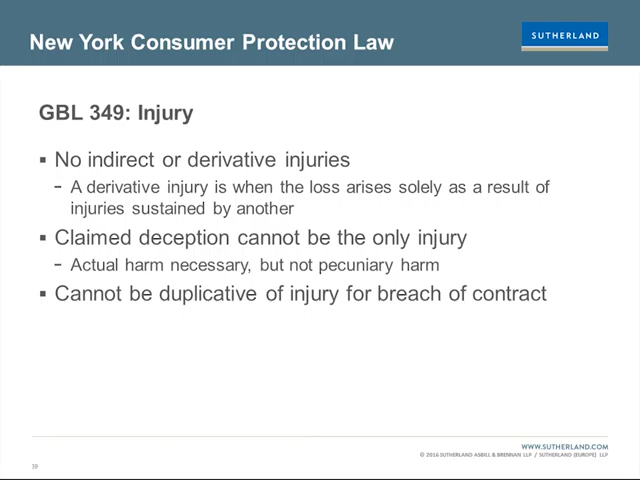 New York Consumer Protection Law
SUTHERLAND
GBL 349: Injury
▪ No indirect or derivative injuries
- A derivative injury is when the loss arises solely as a result of
injuries sustained by another
▪ Claimed deception cannot be the only injury
- Actual harm necessary, but not pecuniary harm
▪ Cannot be duplicative of injury for breach of contract
WWW.SUTHERLAND.COM
© 2016 SUTHERLAND ASBILL & BRENNAN LLP / SUTHERLAND (EUROPE) LLP